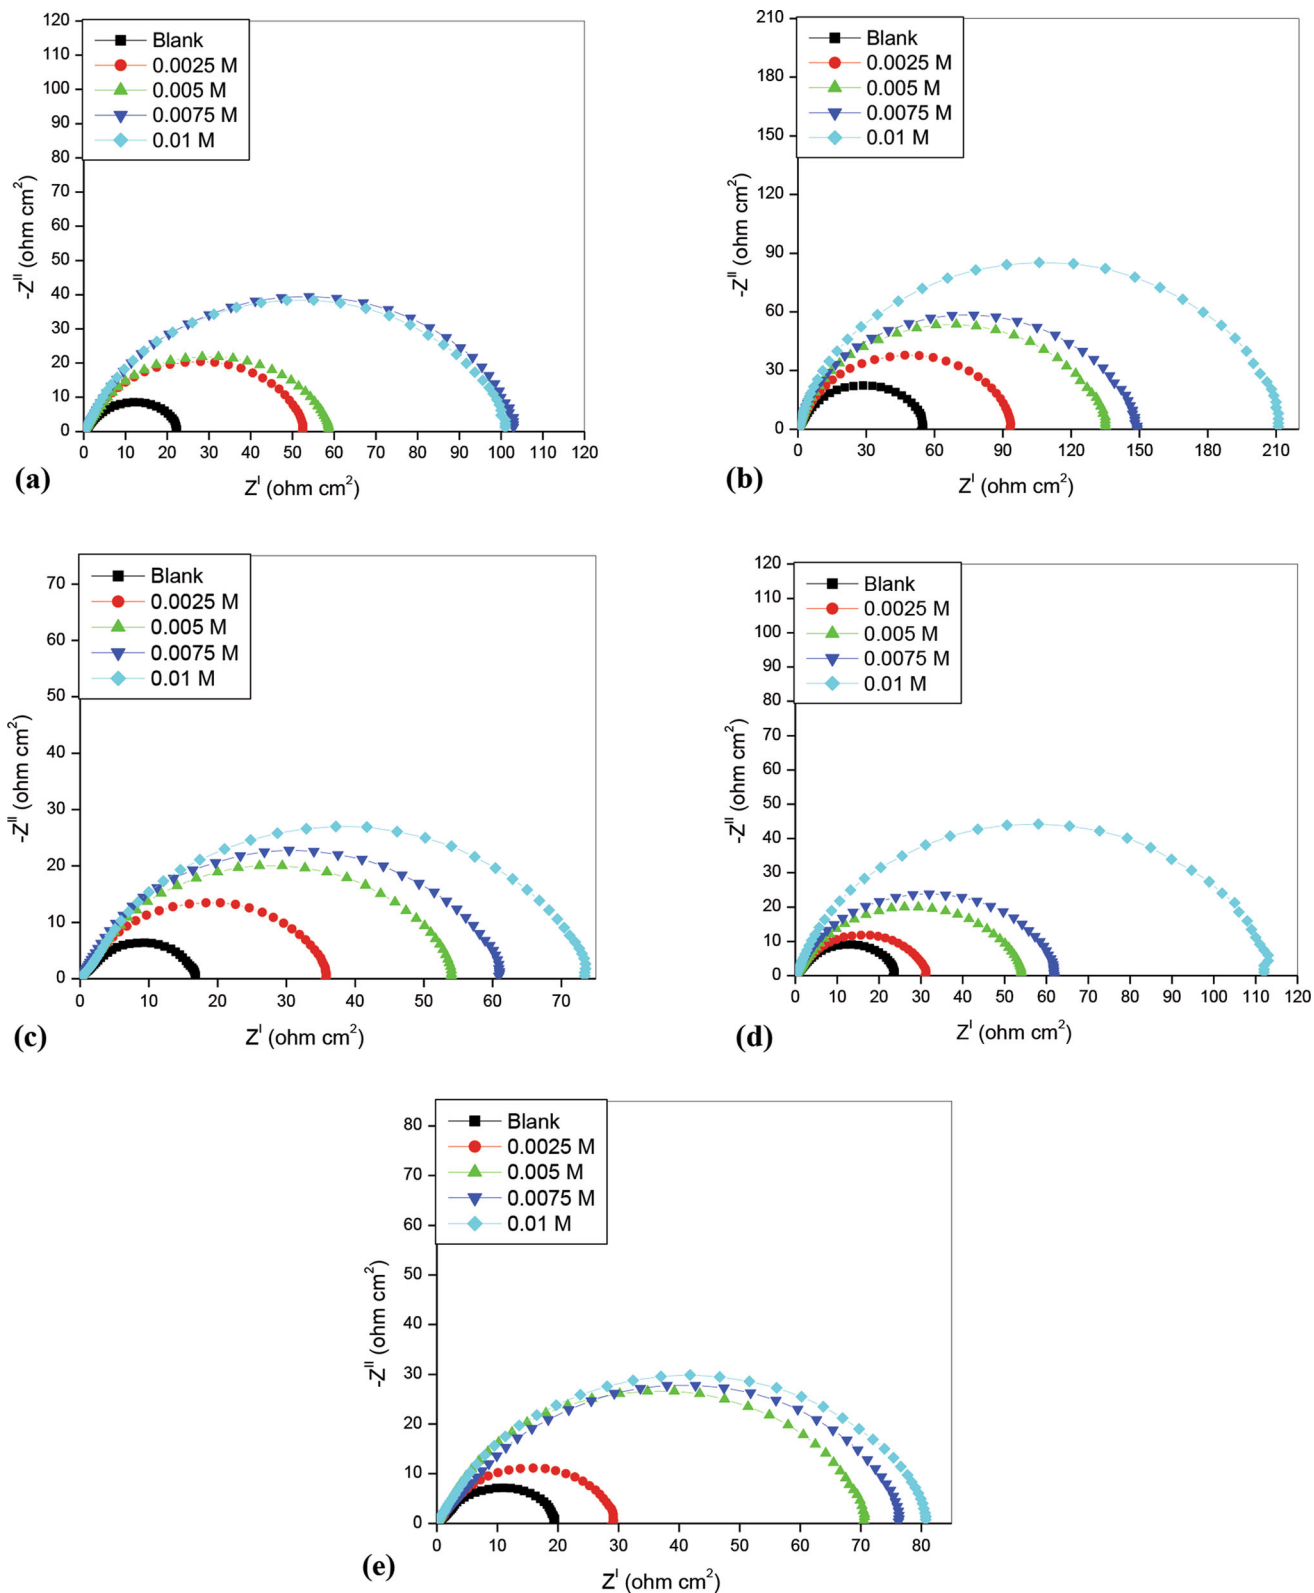 120
110
100
90
80
70
60
50
40
30
20
10
0
-Z^II (ohm cm²)
Blank
0.0025 M
0.005 M
0.0075 M
0.01 M
0 10 20 30 40 50 60 70 80 90 100 110 120
Z^I (ohm cm²)
(a)
210
180
150
120
90
60
30
0
-Z^II (ohm cm²)
Blank
0.0025 M
0.005 M
0.0075 M
0.01 M
0 30 60 90 120 150 180 210
Z^I (ohm cm²)
(b)
70
60
50
40
30
20
10
0
-Z^II (ohm cm²)
Blank
0.0025 M
0.005 M
0.0075 M
0.01 M
0 10 20 30 40 50 60 70
Z^I (ohm cm²)
(c)
120
110
100
90
80
70
60
50
40
30
20
10
0
-Z^II (ohm cm²)
Blank
0.0025 M
0.005 M
0.0075 M
0.01 M
0 10 20 30 40 50 60 70 80 90 100 110 120
Z^I (ohm cm²)
(d)
80
70
60
50
40
30
20
10
0
-Z^II (ohm cm²)
Blank
0.0025 M
0.005 M
0.0075 M
0.01 M
0 10 20 30 40 50 60 70 80
Z^I (ohm cm²)
(e)